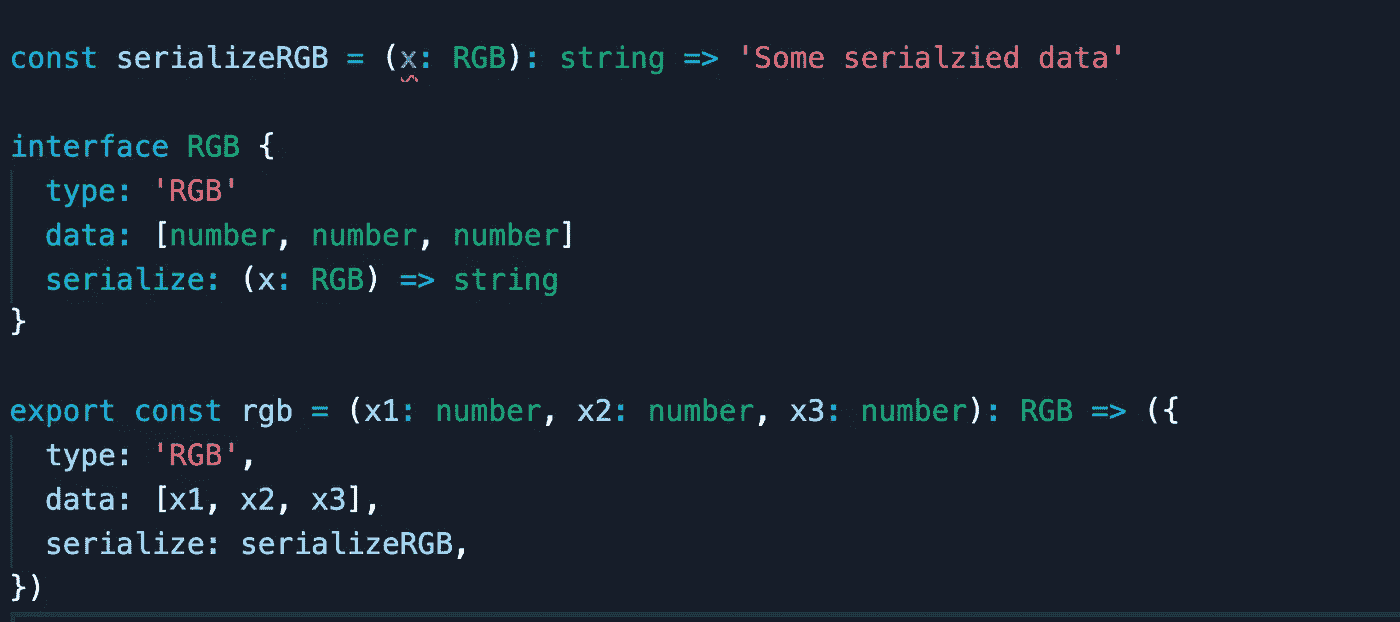 const serializeRGB = (x: RGB): string => 'Some serialzied data'
interface RGB {
type: 'RGB'
data: [number, number, number]
serialize: (x: RGB) => string
}
export const rgb = (x1: number, x2: number, x3: number): RGB => ({
type: 'RGB',
data: [x1, x2, x3],
serialize: serializeRGB,
})